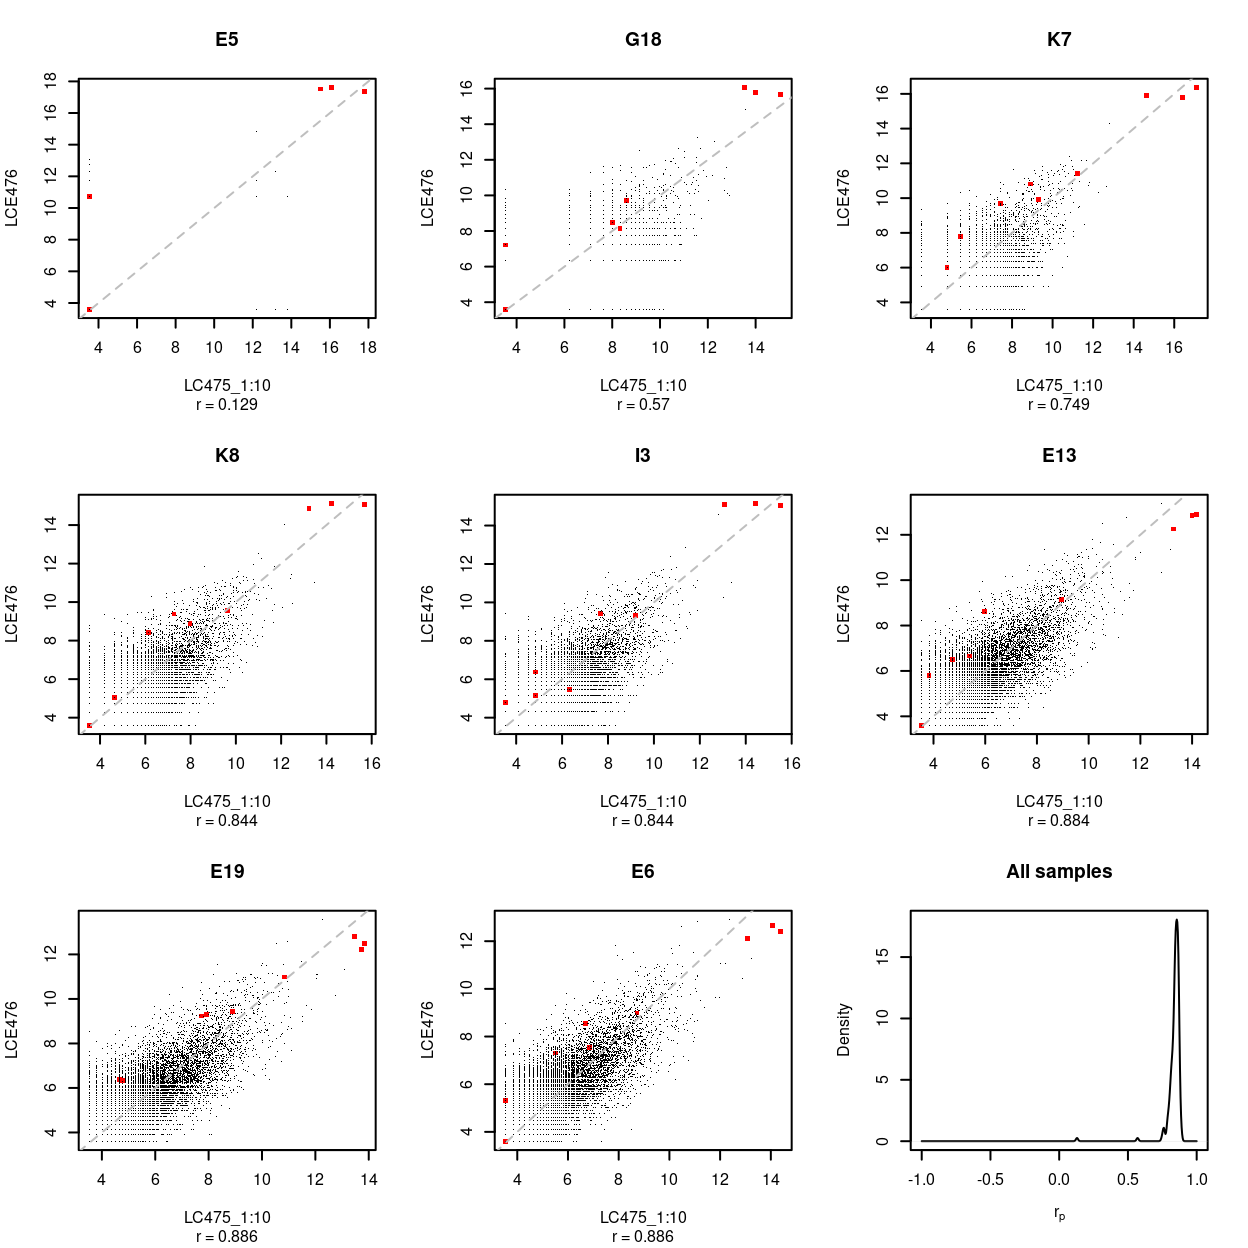 E5
G18
K7
LCE476
18
16
14
12
10
8
6
4
4 6 8 10 12 14 16 18
LC475_1:10
r = 0.129
LCE476
16
14
12
10
8
6
4
4 6 8 10 12 14
LC475_1:10
r = 0.57
LCE476
16
14
12
10
8
6
4
4 6 8 10 12 14 16
LC475_1:10
r = 0.749
K8
I3
E13
LCE476
14
12
10
8
6
4
4 6 8 10 12 14 16
LC475_1:10
r = 0.844
LCE476
14
12
10
8
6
4
4 6 8 10 12 14 16
LC475_1:10
r = 0.844
LCE476
12
10
8
6
4
4 6 8 10 12 14
LC475_1:10
r = 0.884
E19
E6
All samples
LCE476
12
10
8
6
4
4 6 8 10 12 14
LC475_1:10
r = 0.886
LCE476
12
10
8
6
4
4 6 8 10 12 14
LC475_1:10
r = 0.886
Density
15
10
5
0
-1.0 -0.5 0.0 0.5 1.0
rₚ